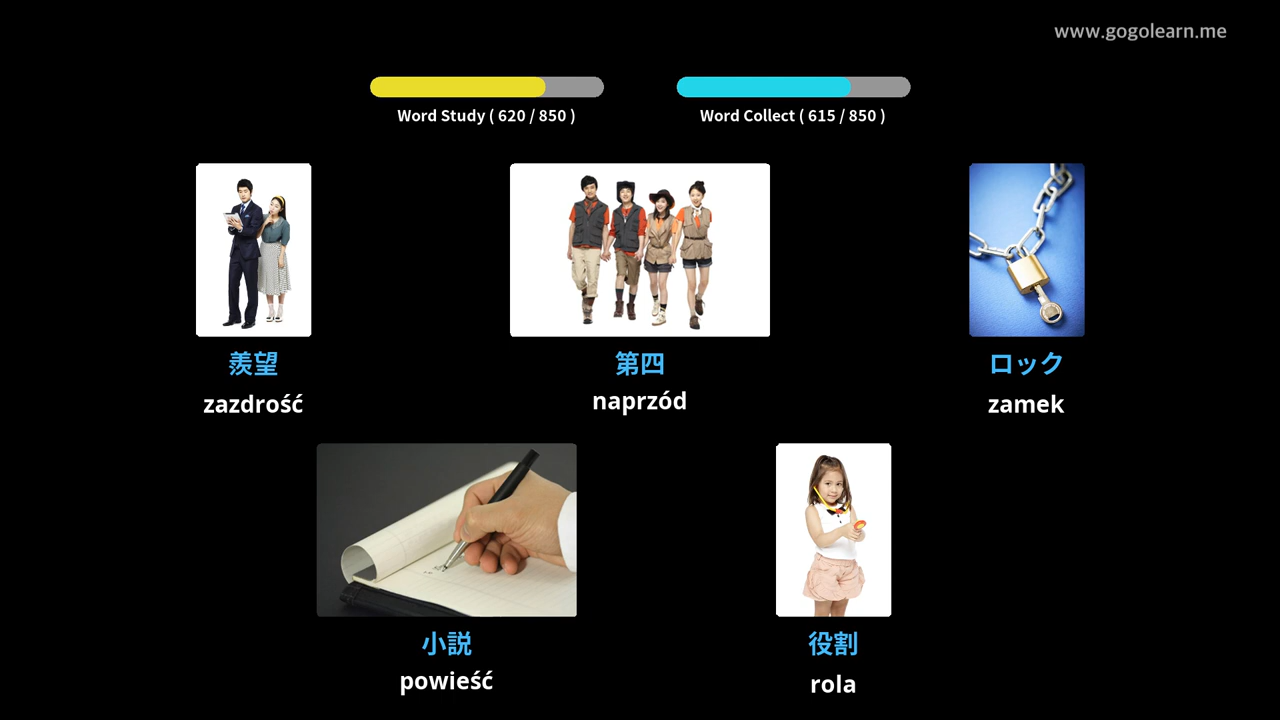 www.gogolearn.me
Word Study ( 620 / 850 )
Word Collect ( 615 / 850 )
羨望
zazdrość
第四
naprzód
ロック
zamek
小説
powieść
役割
rola